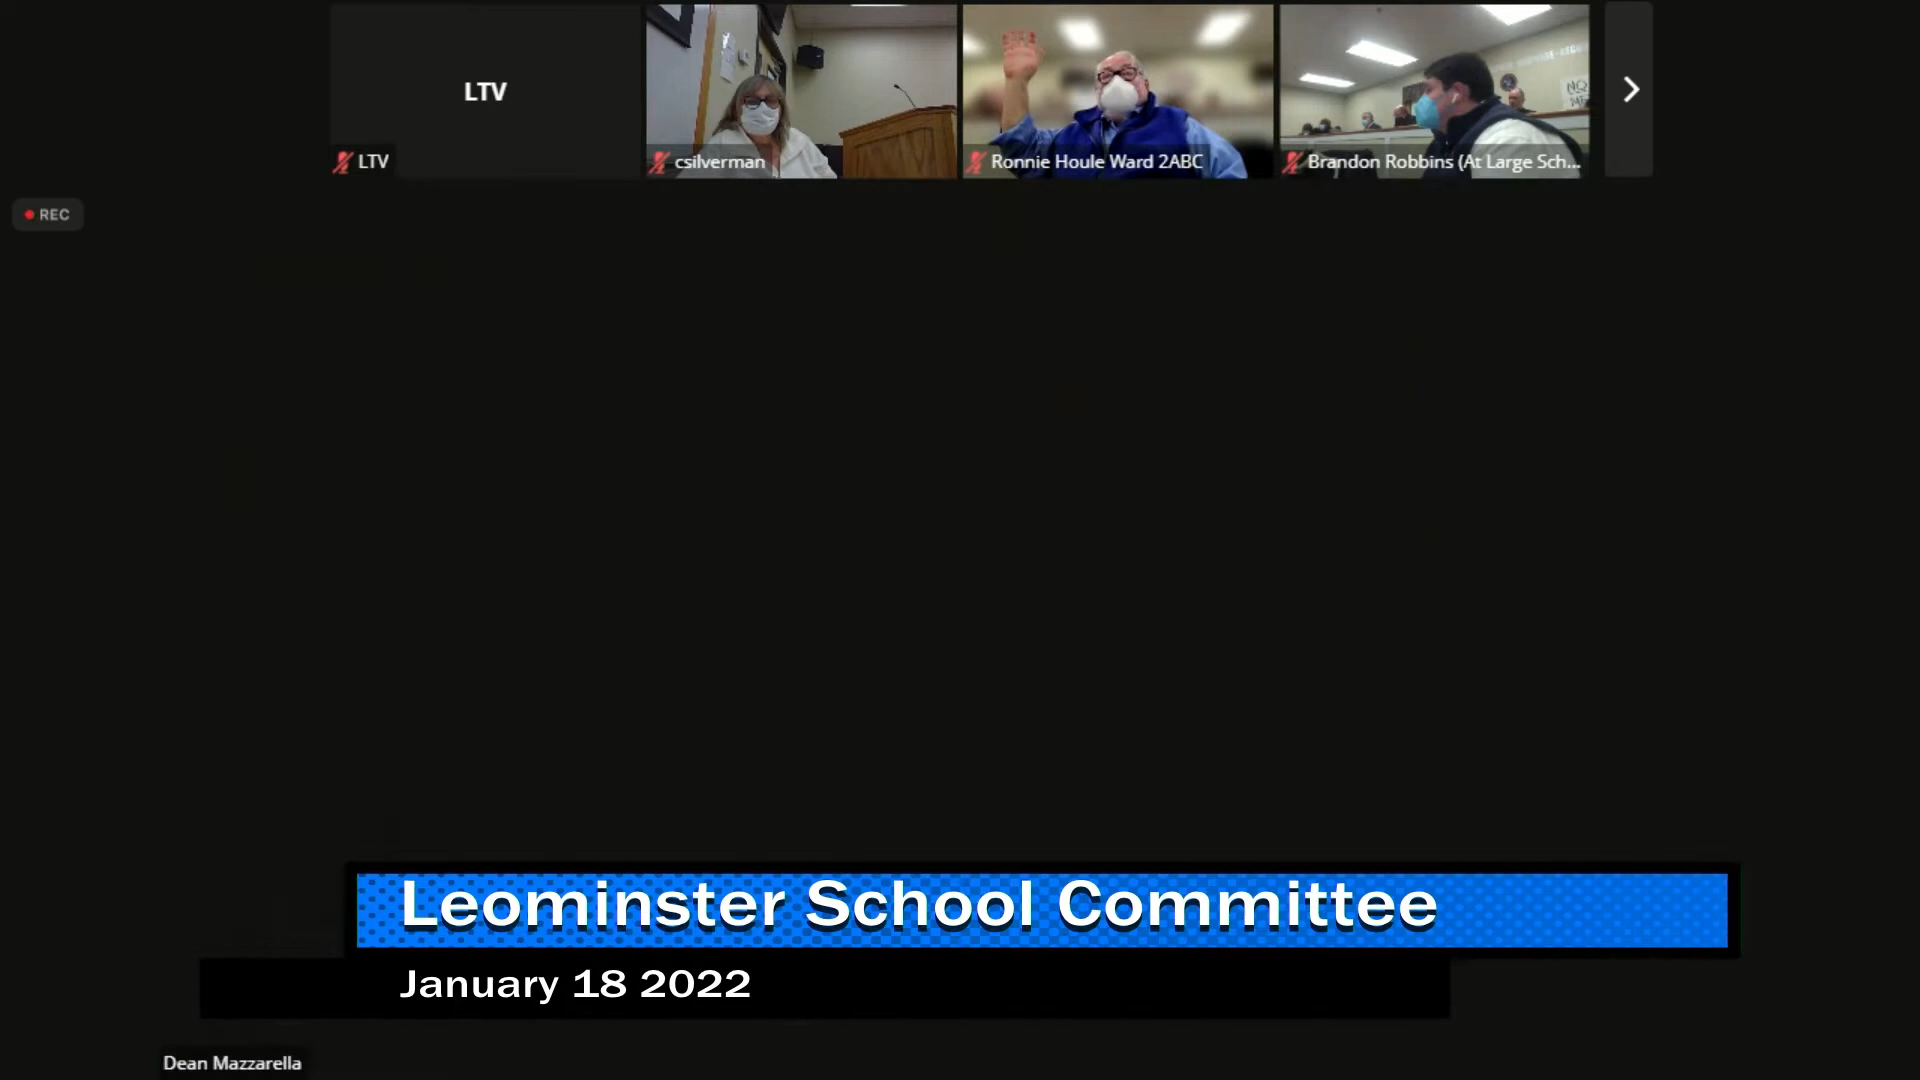 LTV
LTV
csilverman
Ronnie Houle Ward 2ABC
Brandon Robbins (At Large Sch...
NO
REC
Leominster School Committee
January 18 2022
Dean Mazzarella